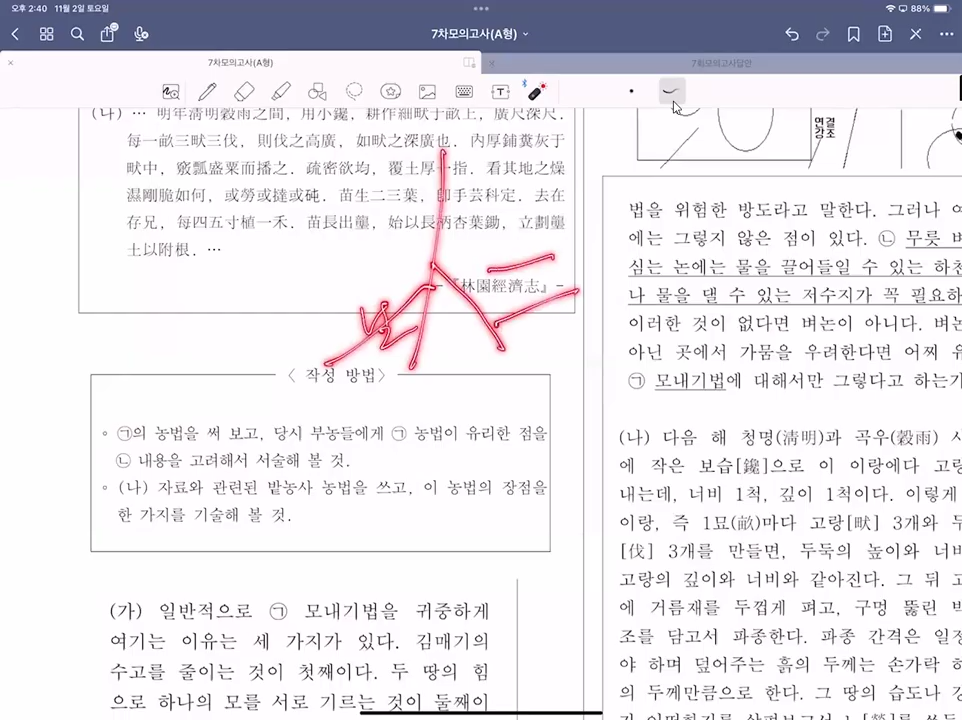 오후 2:40 11월 2일 토요일
88%
7차모의고사(A형)
7차모의고사(A형)
7회모의고사답안
(나) … 明年清明穀雨之間, 用小鑱, 耕作細畎于畝上, 廣尺深尺.
每一畝三畎三伐, 則伐之高廣, 如畎之深廣也. 內厚鋪糞灰于
畎中, 竅瓢盛粟而播之. 疏密欲均, 覆土厚一指. 看其地之燥
濕剛脆如何, 或勞或撻或砘. 苗生二三葉, 卽手芸科定. 去在
存兄, 每四五寸植一禾. 苗長出壟, 始以長柄杏葉鋤, 立劃壟
土以附根. …
-『林園經濟志』-
〈 작성 방법〉
◦ ㉠의 농법을 써 보고, 당시 부농들에게 ㉠ 농법이 유리한 점을
㉡ 내용을 고려해서 서술해 볼 것.
◦ (나) 자료와 관련된 밭농사 농법을 쓰고, 이 농법의 장점을
한 가지를 기술해 볼 것.
(가) 일반적으로 ㉠ 모내기법을 귀중하게
여기는 이유는 세 가지가 있다. 김매기의
수고를 줄이는 것이 첫째이다. 두 땅의 힘
으로 하나의 모를 서로 기르는 것이 둘째이
결조
법을 위험한 방도라고 말한다. 그러나 여
에는 그렇지 않은 점이 있다. ㉡ 무릇 벼
심는 논에는 물을 끌어들일 수 있는 하천
나 물을 댈 수 있는 저수지가 꼭 필요하
이러한 것이 없다면 벼논이 아니다. 벼논
아닌 곳에서 가뭄을 우려한다면 어찌 유
㉠ 모내기법에 대해서만 그렇다고 하는가
(나) 다음 해 청명(淸明)과 곡우(穀雨) 사
에 작은 보습[鑱]으로 이 이랑에다 고랑
내는데, 너비 1척, 깊이 1척이다. 이렇게
이랑, 즉 1묘(畝)마다 고랑[畎] 3개와 두
[伐] 3개를 만들면, 두둑의 높이와 너비
고랑의 깊이와 너비와 같아진다. 그 뒤 고
에 거름재를 두껍게 펴고, 구멍 뚫린 박
조를 담고서 파종한다. 파종 간격은 일정
야 하며 덮어주는 흙의 두께는 손가락 하
의 두께만큼으로 한다. 그 땅의 습도나 강